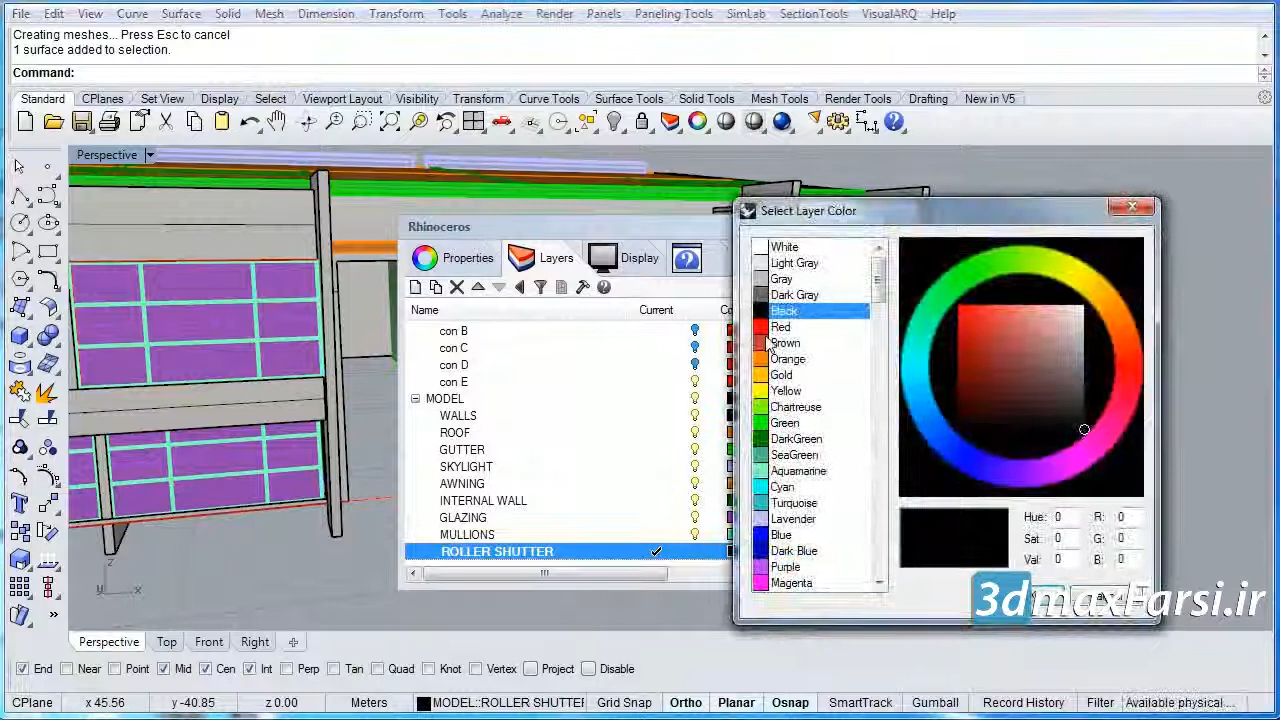 File Edit View Curve Surface Solid Mesh Dimension Transform Tools Analyze Render Panels Paneling Tools SimLab SectionTools VisualARQ Help
Creating meshes... Press Esc to cancel
1 surface added to selection.
Command:
Standard CPlanes Set View Display Select Viewport Layout Visibility Transform Curve Tools Surface Tools Solid Tools Mesh Tools Render Tools Drafting New in V5
Perspective
Rhinoceros
Properties Layers Display
Name Current
con B
con C
con D
con E
MODEL
WALLS
ROOF
GUTTER
SKYLIGHT
AWNING
INTERNAL WALL
GLAZING
MULLIONS
ROLLER SHUTTER
Select Layer Color
White
Light Gray
Gray
Dark Gray
Black
Red
Brown
Orange
Gold
Yellow
Chartreuse
Green
DarkGreen
SeaGreen
Aquamarine
Cyan
Turquoise
Lavender
Blue
Dark Blue
Purple
Magenta
Hue: 0 R: 0
Sat: 0 G: 0
Val: 0 B: 0
3dmaxFarsi.ir
z
y x
Perspective Top Front Right
End Near Point Mid Cen Int Perp Tan Quad Knot Vertex Project Disable
CPlane x 45.56 y -40.85 z 0.00 Meters MODEL::ROLLER SHUTTER Grid Snap Ortho Planar Osnap SmartTrack Gumball Record History Filter Available physical...